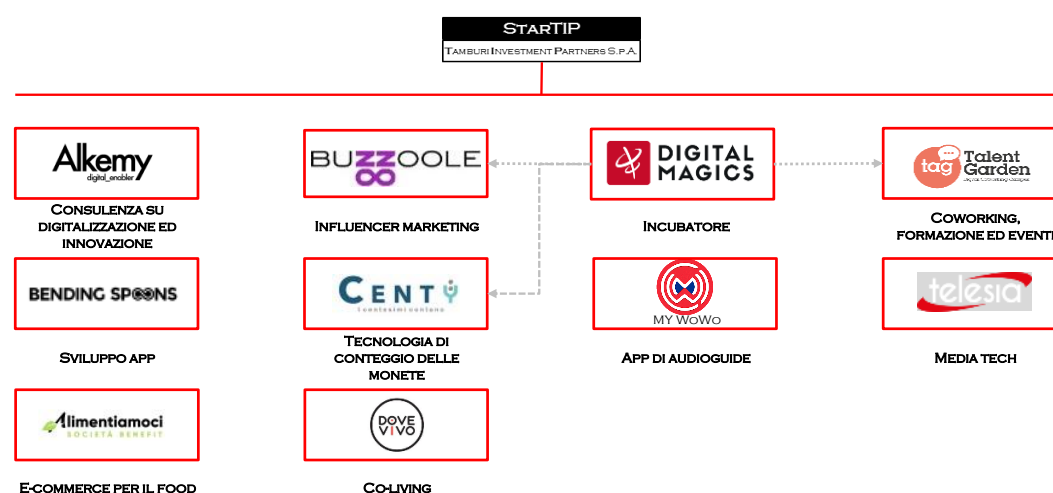 StarTIP
Tamburi Investment Partners S.p.A.
Alkemy
digital_enabler
Consulenza su
digitalizzazione ed
innovazione
BUZZOOLE
Influencer marketing
DIGITAL
MAGICS
Incubatore
tag
Talent
Garden
Coworking,
formazione ed eventi
BENDING SPOONS
Sviluppo app
CENTY
I centesimi contano
Tecnologia di
conteggio delle
monete
MY WoWo
App di audioguide
telesia
Media tech
Alimentiamoci
SOCIETÀ BENEFIT
E-commerce per il food
DOVE
VIVO
Co-living